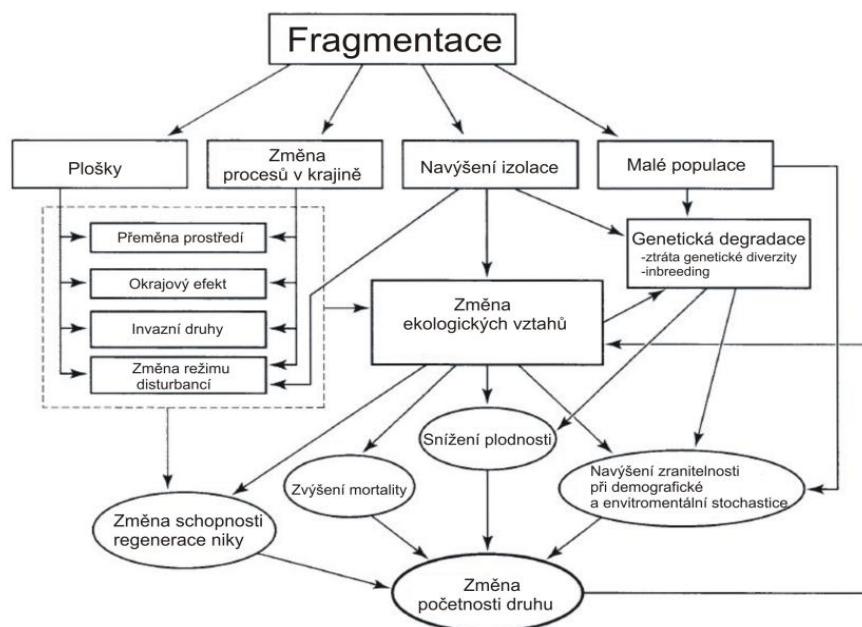 Fragmentace
Plošky
Změna
procesů v krajině
Navýšení izolace
Malé populace
Přeměna prostředí
Okrajový efekt
Invazní druhy
Změna režimu
disturbancí
Genetická degradace
-ztráta genetické diverzity
-inbreeding
Změna
ekologických vztahů
Snížení plodnosti
Zvýšení mortality
Navýšení zranitelnosti
při demografické
a envitromentální stochastice
Změna schopnosti
regenerace niky
Změna
početnosti druhu